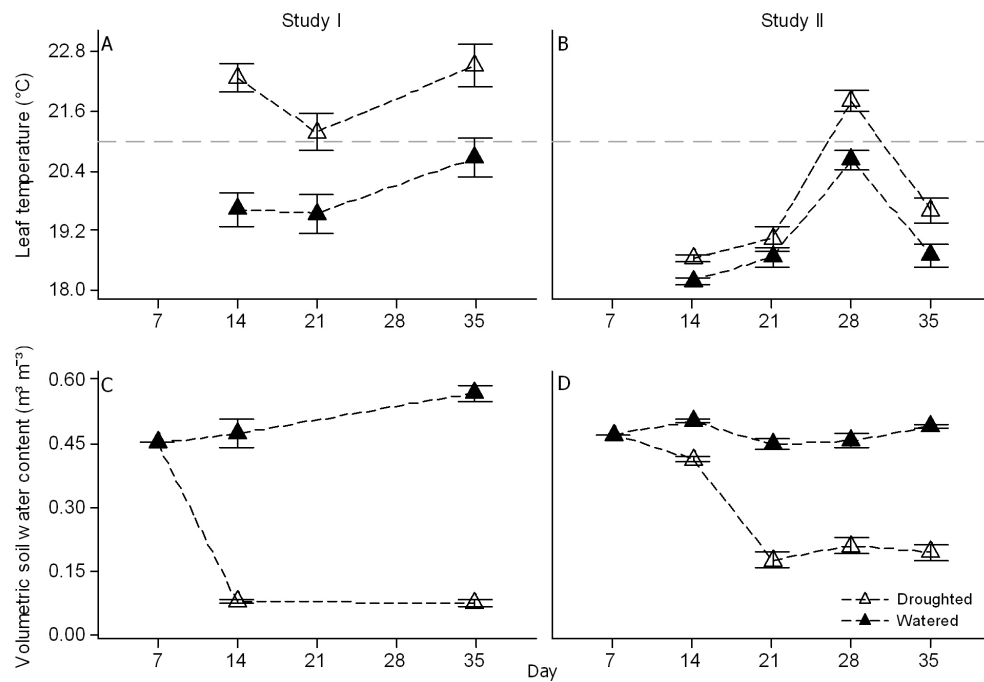 Study I
Study II
A
B
Leaf temperature (°C)
22.8
21.6
20.4
19.2
18.0
7 14 21 28 35
7 14 21 28 35
C
D
Volumetric soil water content (m³ m⁻³)
0.60
0.45
0.30
0.15
0.00
Droughted
Watered
7 14 21 28 35
7 14 21 28 35
Day